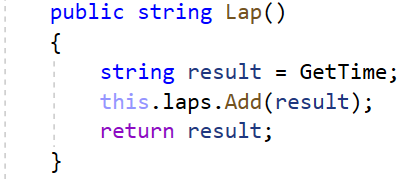 public string Lap()
{
string result = GetTime;
this.laps.Add(result);
return result;
}